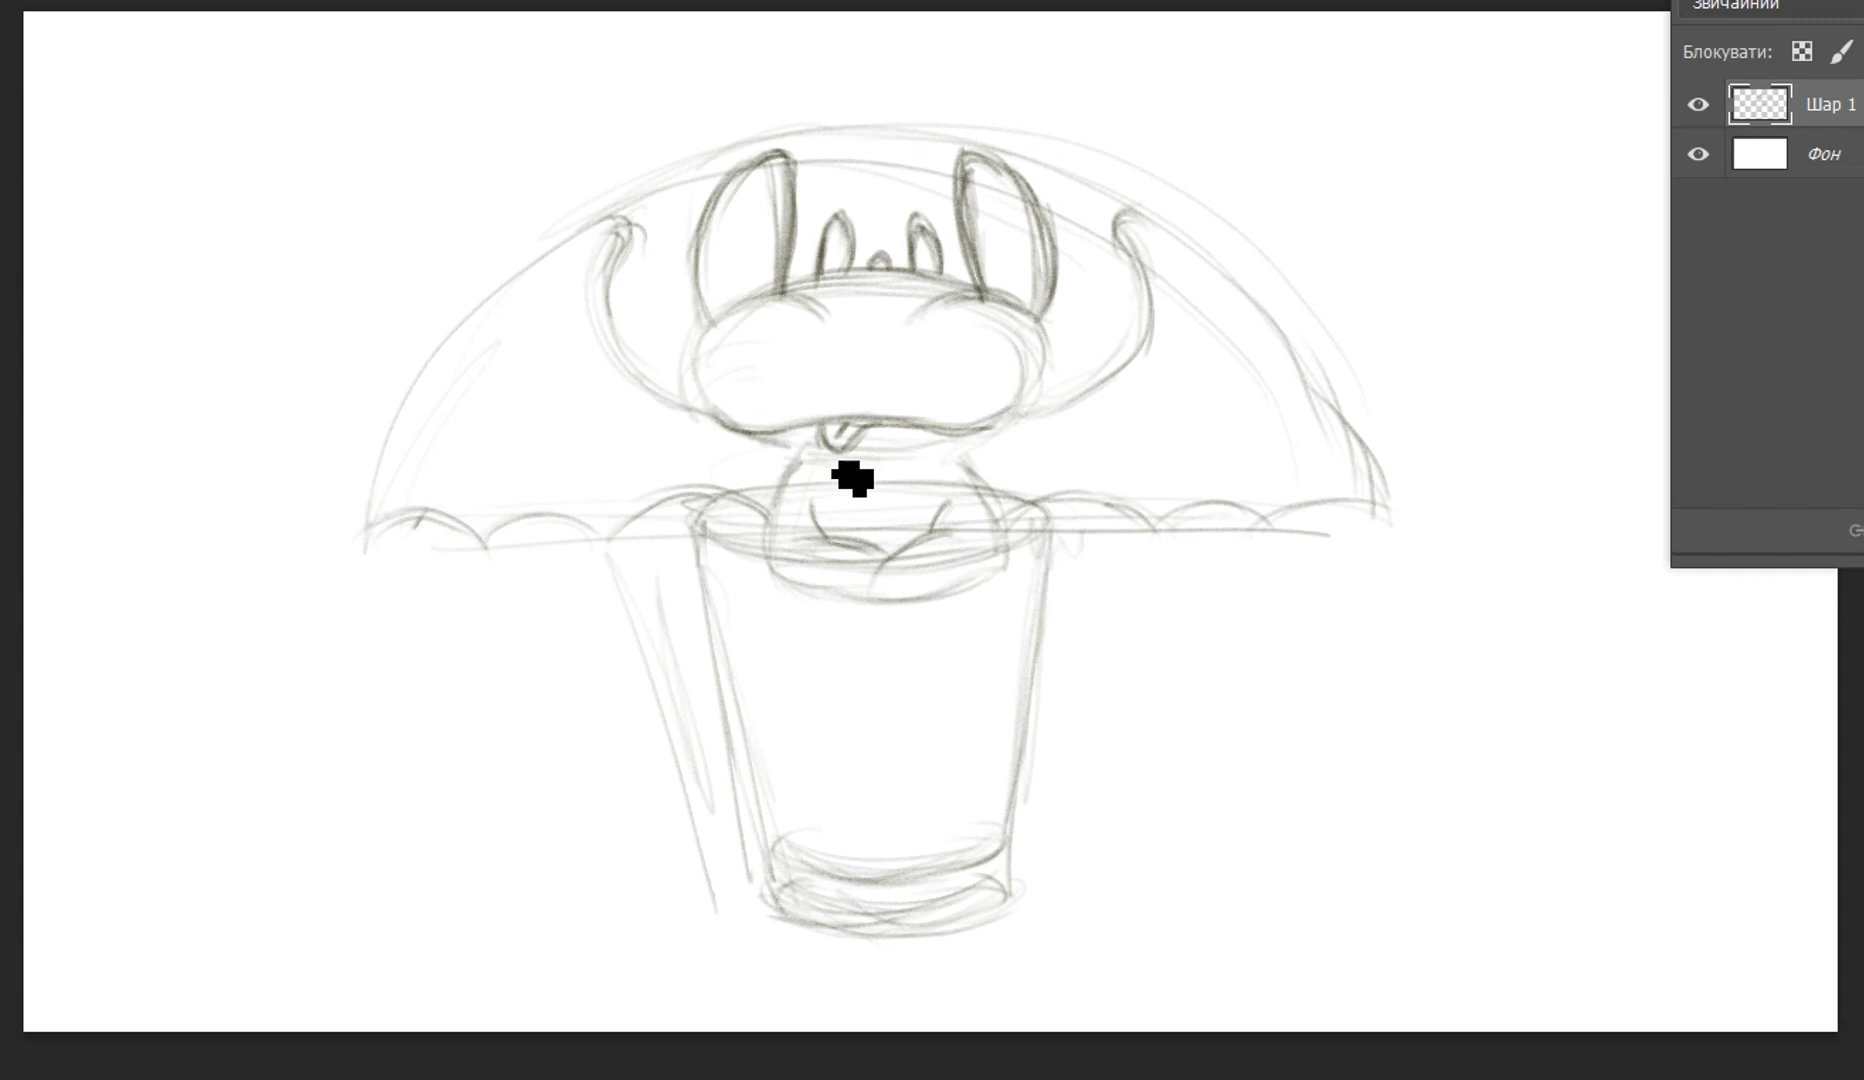 Звичайний
Блокувати:
Шар 1
Фон